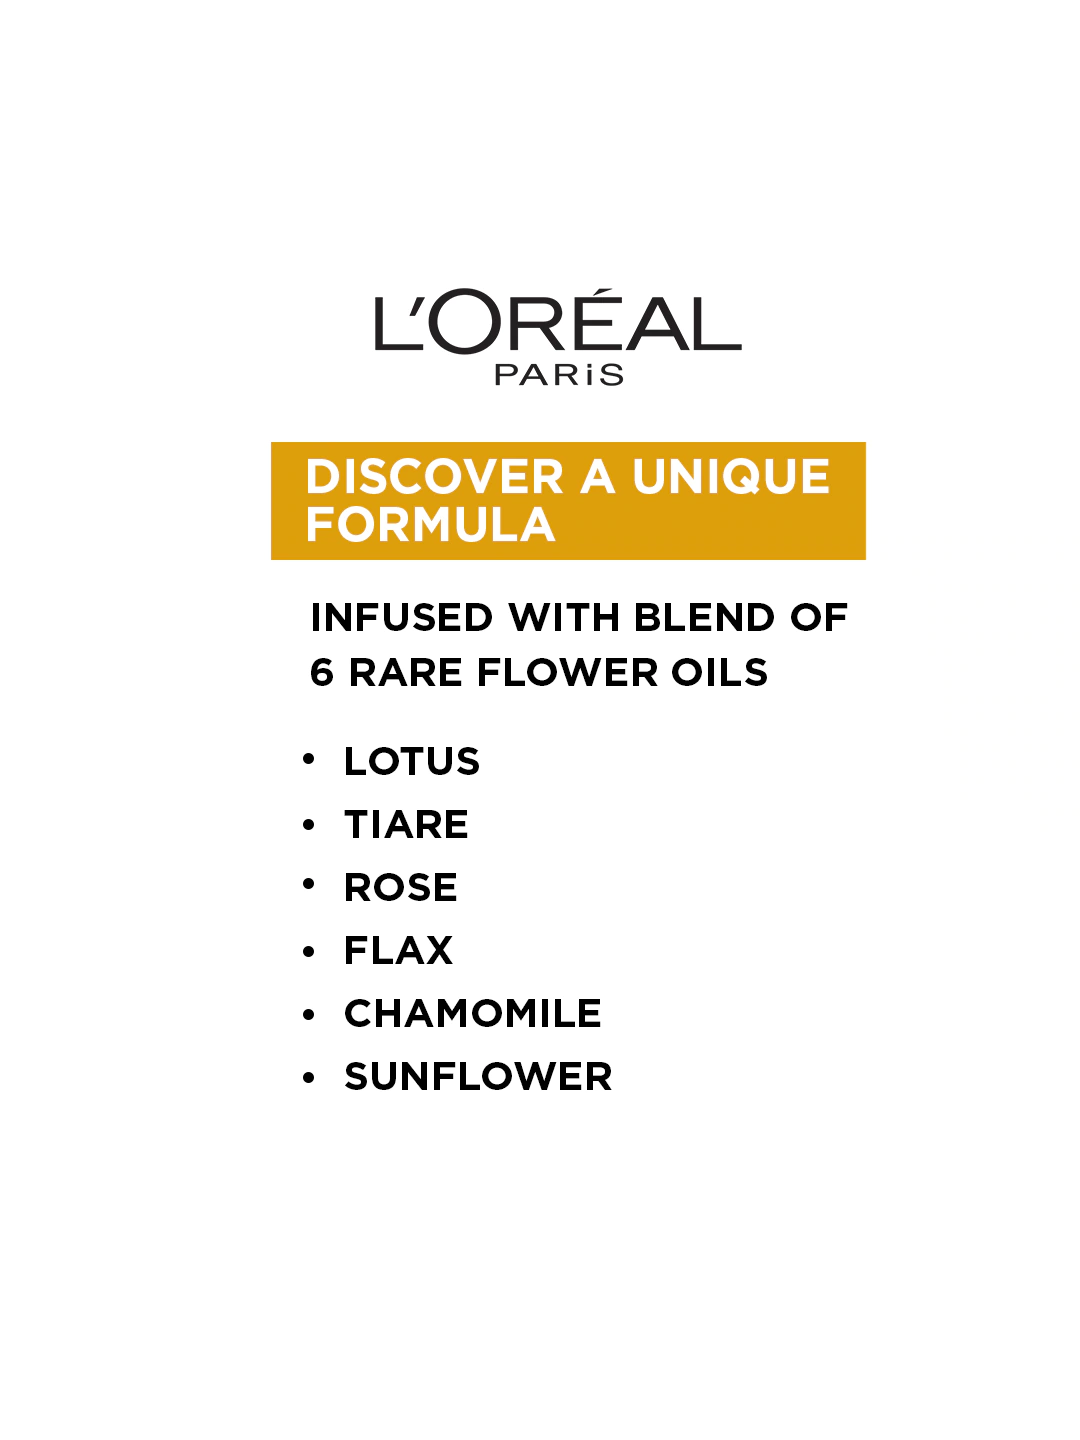 L'ORÉAL
PARiS
DISCOVER A UNIQUE
FORMULA
INFUSED WITH BLEND OF
6 RARE FLOWER OILS
• LOTUS
• TIARE
• ROSE
• FLAX
• CHAMOMILE
• SUNFLOWER